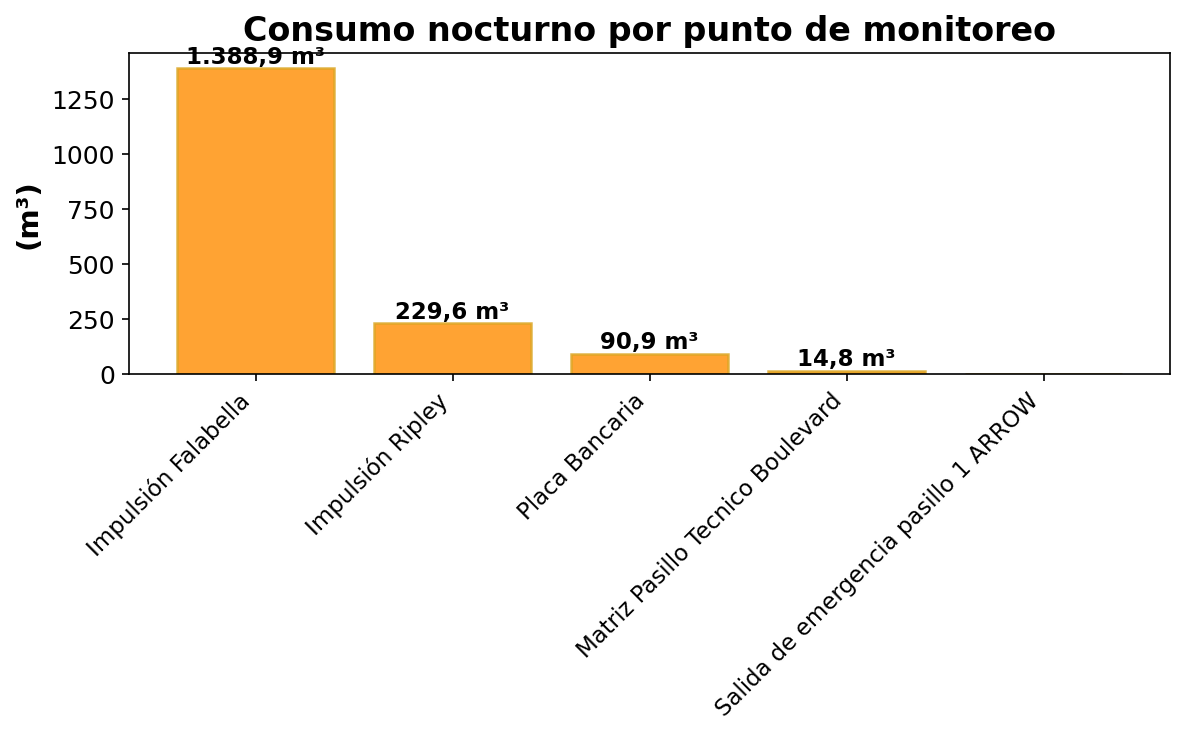 Consumo nocturno por punto de monitoreo
(m³)
1250
1000
750
500
250
0
1.388,9 m³
229,6 m³
90,9 m³
14,8 m³
Impulsión Falabella
Impulsión Ripley
Placa Bancaria
Matriz Pasillo Tecnico Boulevard
Salida de emergencia pasillo 1 ARROW